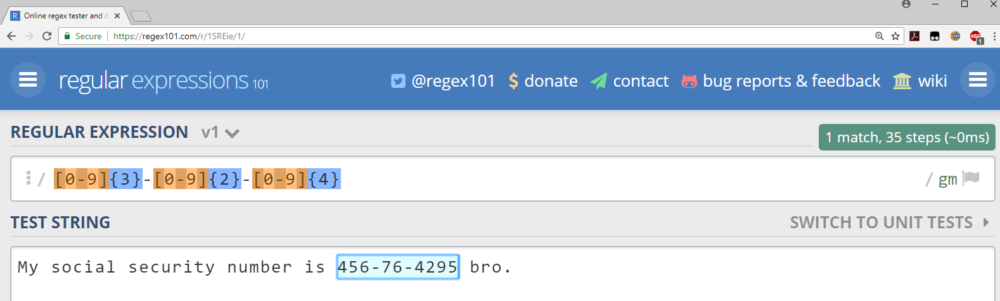 R Online regex tester and d
Secure https://regex101.com/r/1SREie/1/
ABP 1
regular expressions 101 @regex101 $ donate contact bug reports & feedback wiki
REGULAR EXPRESSION v1 1 match, 35 steps (~0ms)
/ [0-9]{3}-[0-9]{2}-[0-9]{4} / gm
TEST STRING SWITCH TO UNIT TESTS
My social security number is 456-76-4295 bro.